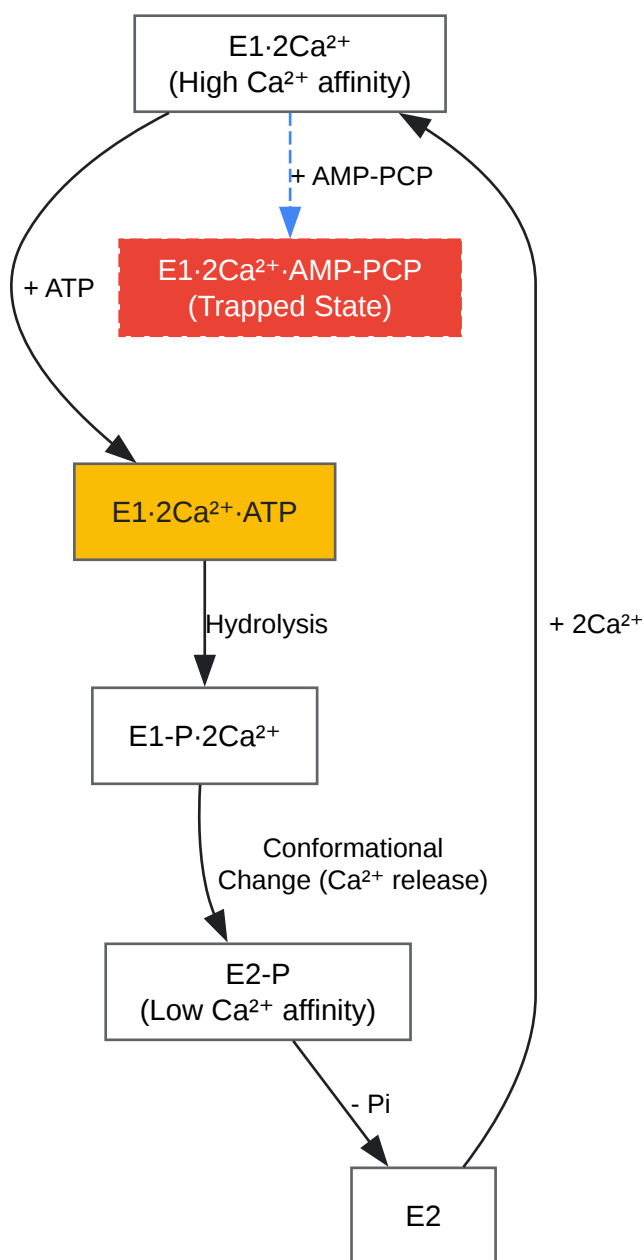 E1·2Ca²⁺
(High Ca²⁺ affinity)
+ AMP-PCP
E1·2Ca²⁺·AMP-PCP
(Trapped State)
+ ATP
E1·2Ca²⁺·ATP
Hydrolysis
+ 2Ca²⁺
E1-P·2Ca²⁺
Conformational
Change (Ca²⁺ release)
E2-P
(Low Ca²⁺ affinity)
- Pi
E2